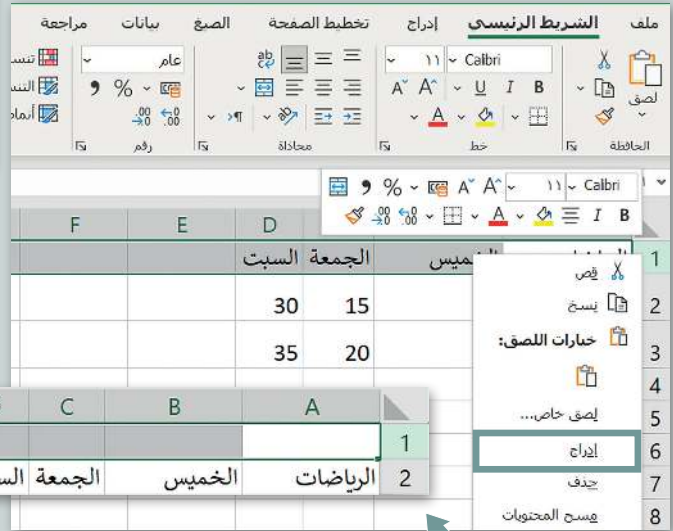 ملف الشريط الرئيسي إدراج تخطيط الصفحة الصيغ بيانات مراجعة
لصق
Calibri ١١ عام
B I U A^ A˅
الحافظة خط محاذاة رقم
Calibri ١١ A^ A˅ %
B I A
D E F
1 الجمعة السبت
2 15 30
3 20 35
4
5
6
7
8
قص
نسخ
خيارات اللصق:
لصق خاص...
إدراج
حذف
مسح المحتويات
A B C
1
2 الرياضات الخميس الجمعة